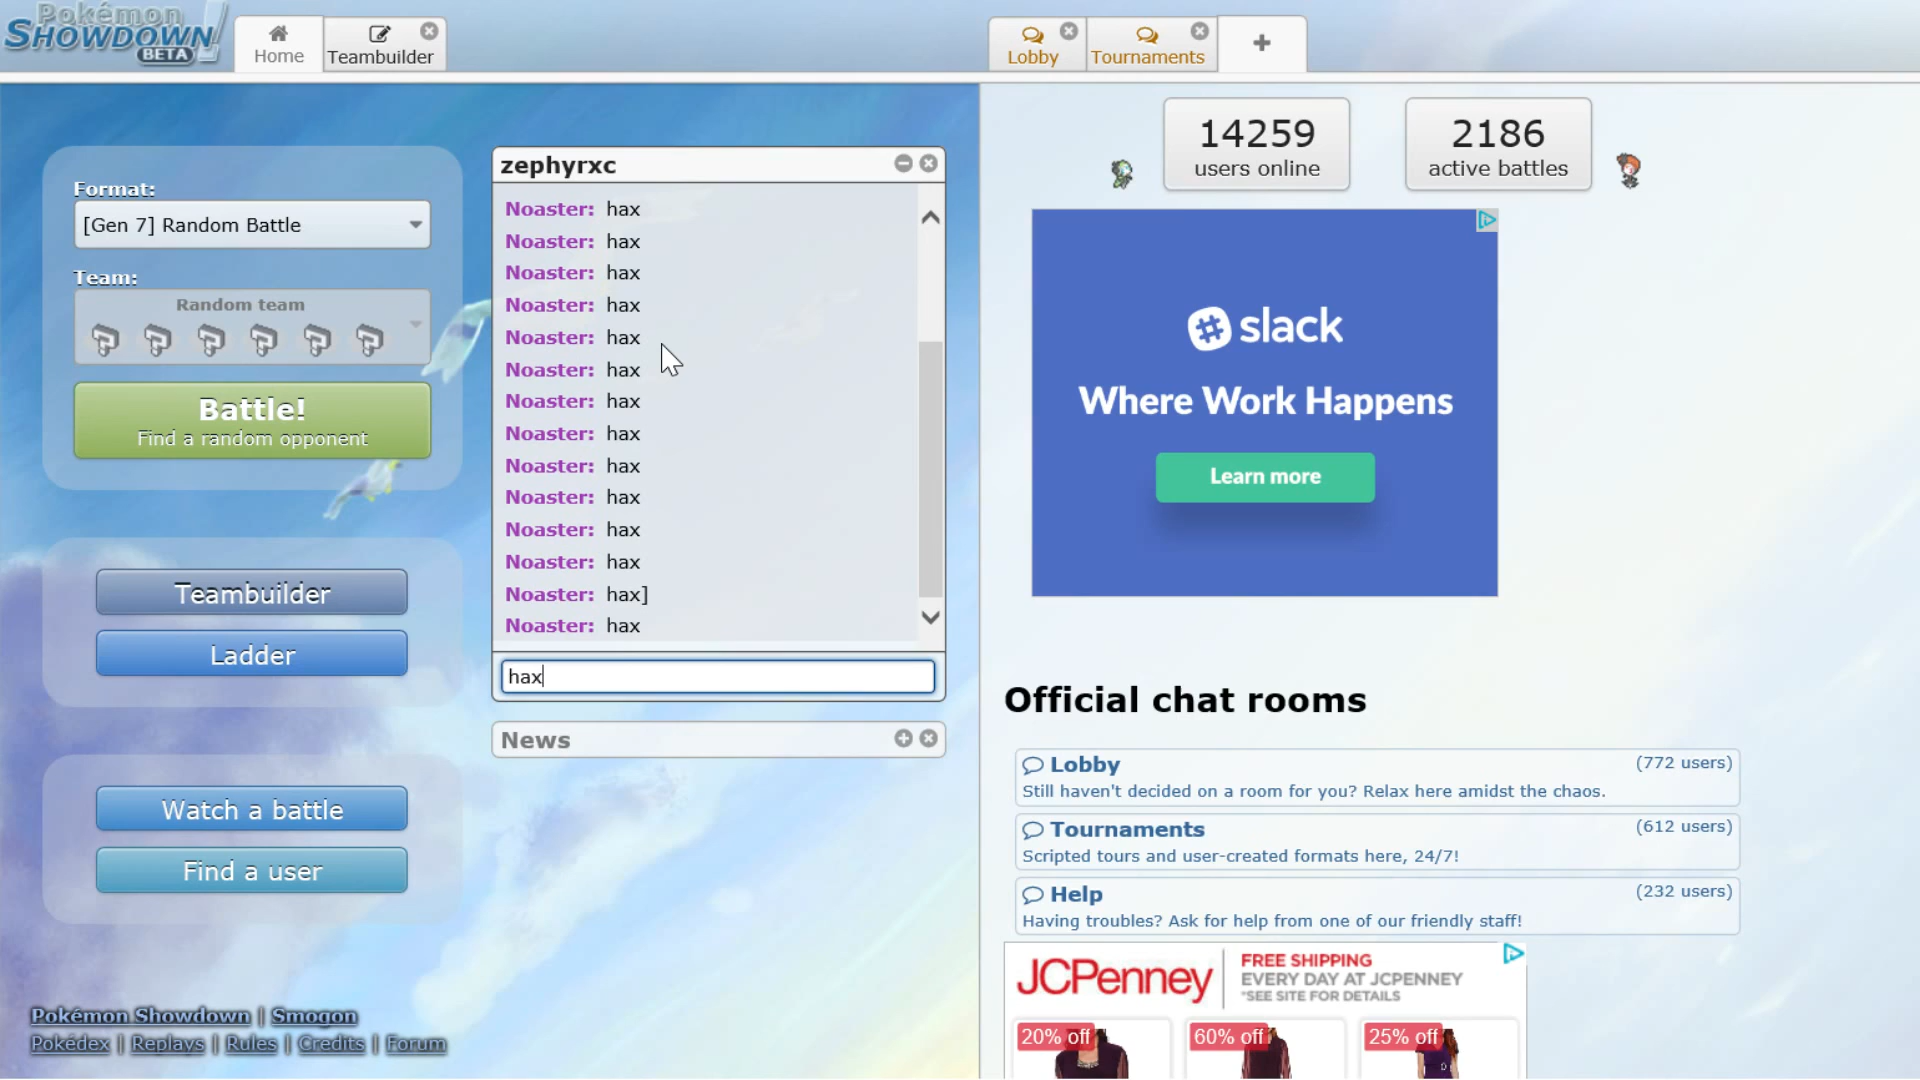 Pokémon
SHOWDOWN!
BETA
Home
Teambuilder
Lobby
Tournaments
14259
users online
2186
active battles
Format:
[Gen 7] Random Battle
Team:
Random team
Battle!
Find a random opponent
Teambuilder
Ladder
Watch a battle
Find a user
Pokémon Showdown | Smogon
Pokédex | Replays | Rules | Credits | Forum
zephyrxc
Noaster: hax
Noaster: hax
Noaster: hax
Noaster: hax
Noaster: hax
Noaster: hax
Noaster: hax
Noaster: hax
Noaster: hax
Noaster: hax
Noaster: hax
Noaster: hax
Noaster: hax]
Noaster: hax
hax
News
slack
Where Work Happens
Learn more
Official chat rooms
Lobby (772 users)
Still haven't decided on a room for you? Relax here amidst the chaos.
Tournaments (612 users)
Scripted tours and user-created formats here, 24/7!
Help (232 users)
Having troubles? Ask for help from one of our friendly staff!
JCPenney
FREE SHIPPING
EVERY DAY AT JCPENNEY
*SEE SITE FOR DETAILS
20% off
60% off
25% off